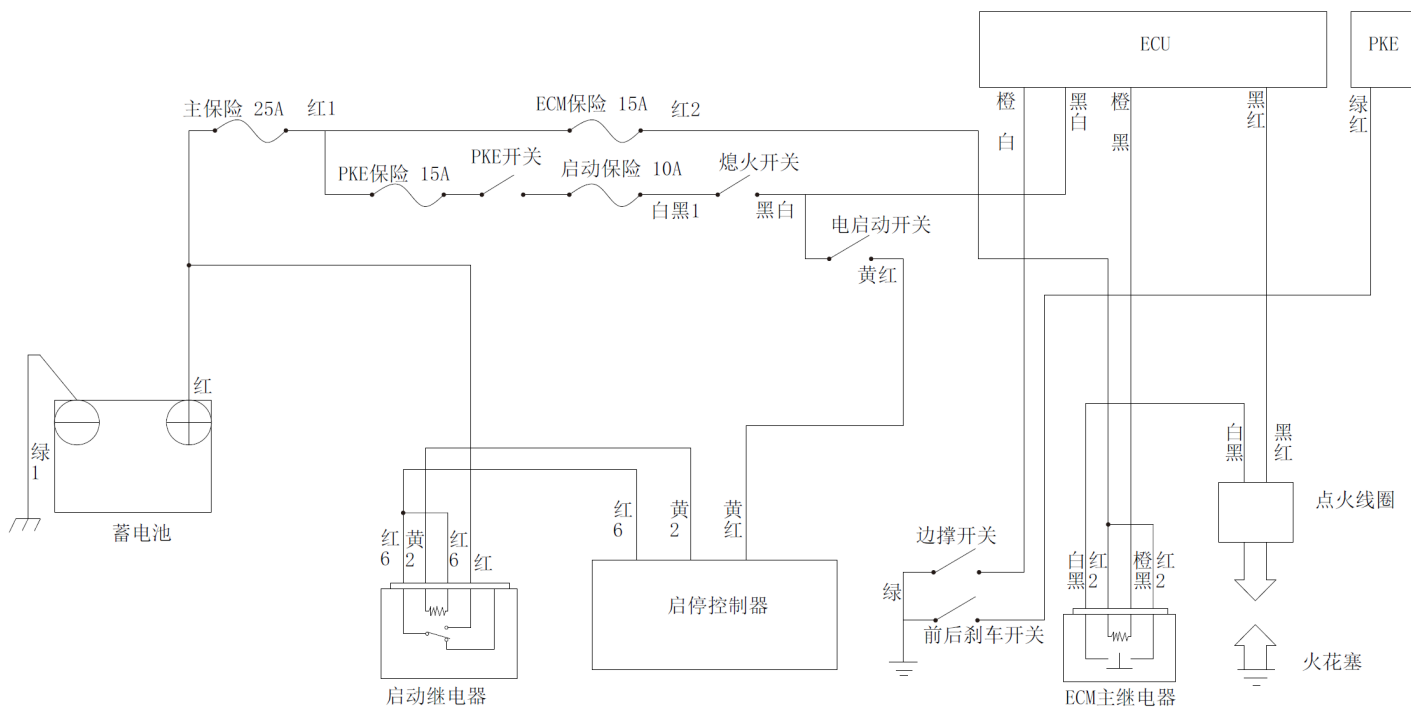 ECU
PKE
主保险 25A
红1
ECM保险 15A
红2
橙白
黑白
橙黑
黑红
绿红
PKE保险 15A
PKE开关
启动保险 10A
熄火开关
白黑1
黑白
电启动开关
黄红
红
绿1
蓄电池
白黑
黑红
点火线圈
红6
黄2
红6
红
红6
黄2
黄红
启停控制器
启动继电器
边撑开关
绿
前后刹车开关
白黑
红2
橙黑
红2
ECM主继电器
火花塞